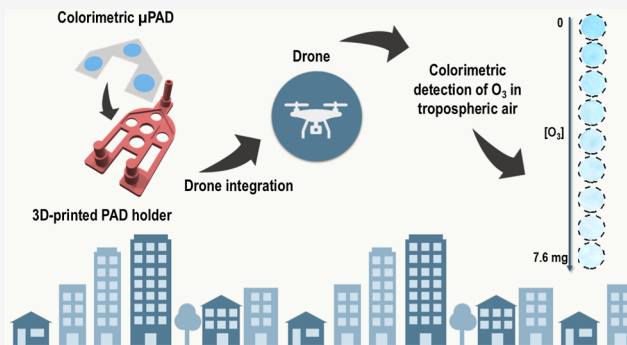 Colorimetric µPAD
3D-printed PAD holder
Drone integration
Drone
Colorimetric
detection of O₃ in
tropospheric air
0
[O₃]
7.6 mg